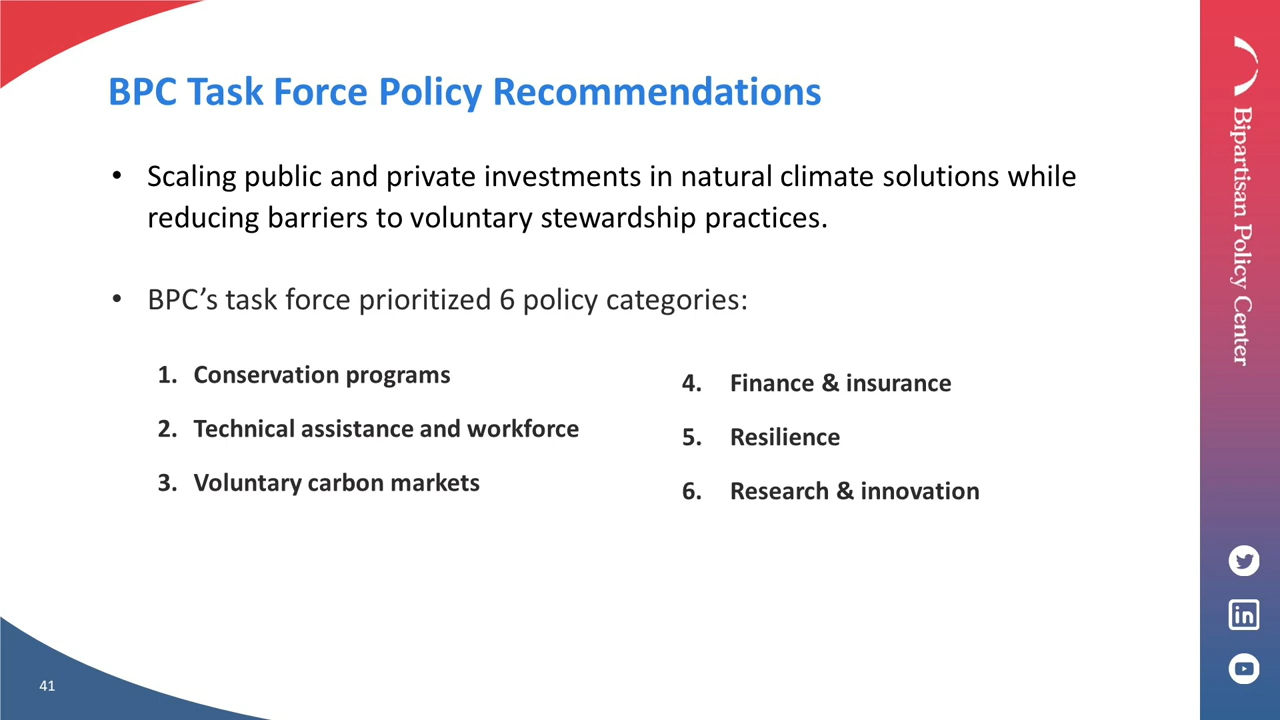 BPC Task Force Policy Recommendations
• Scaling public and private investments in natural climate solutions while
reducing barriers to voluntary stewardship practices.
• BPC’s task force prioritized 6 policy categories:
1. Conservation programs
2. Technical assistance and workforce
3. Voluntary carbon markets
4. Finance & insurance
5. Resilience
6. Research & innovation
41
Bipartisan Policy Center
in